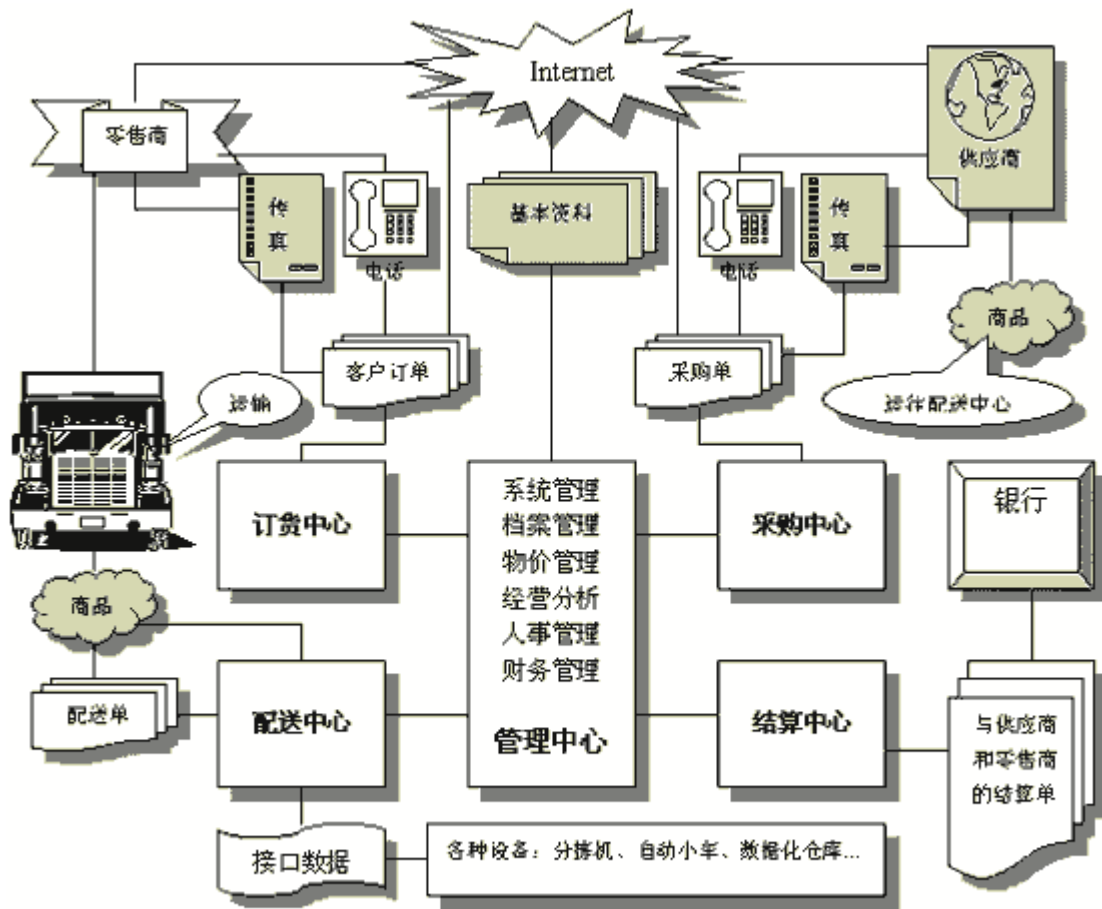 Internet
零售商
供应商
传
真
电话
基本资料
电话
传
真
商品
客户订单
采购单
运输
运往配送中心
订货中心
系统管理
档案管理
物价管理
经营分析
人事管理
财务管理
管理中心
采购中心
银行
商品
配送单
配送中心
结算中心
与供应商
和零售商
的结算单
接口数据
各种设备：分拣机、自动小车、数据化仓库...